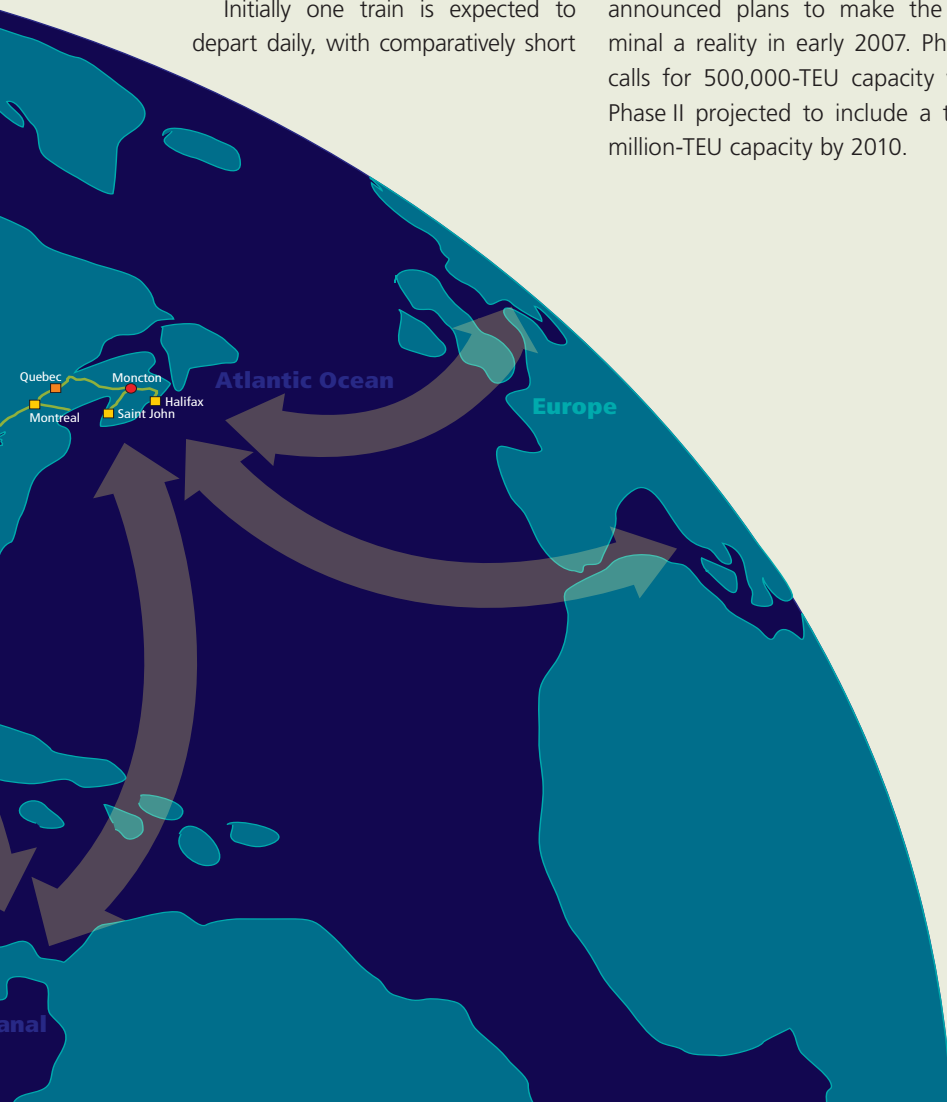 Initially one train is expected to
depart daily, with comparatively short
announced plans to make the
minal a reality in early 2007. Ph
calls for 500,000-TEU capacity
Phase II projected to include a t
million-TEU capacity by 2010.
Quebec
Moncton
Atlantic Ocean
Halifax
Montreal
Saint John
Europe
anal